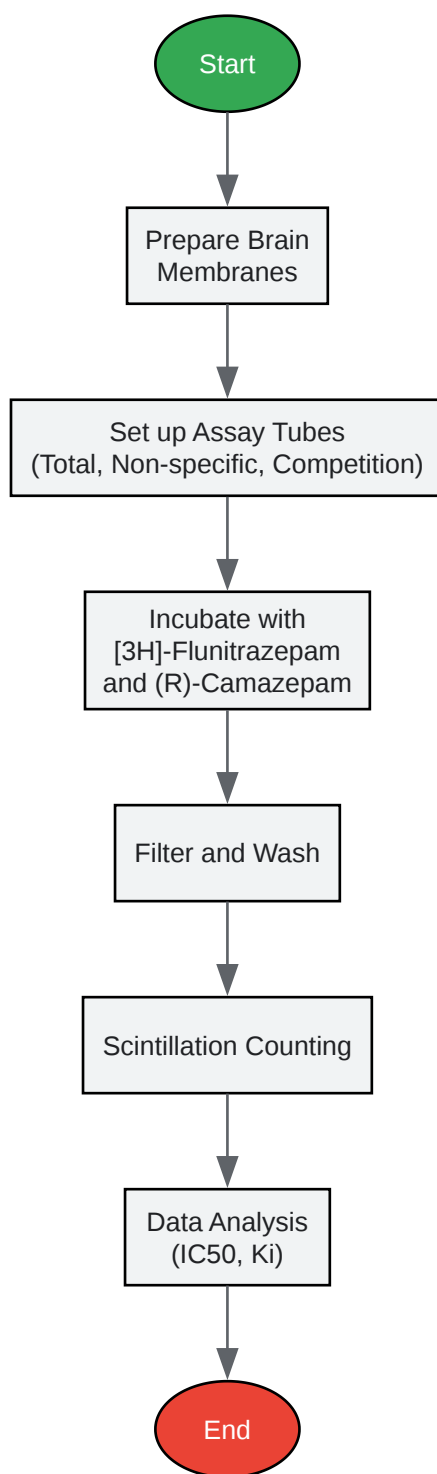 Start
Prepare Brain
Membranes
Set up Assay Tubes
(Total, Non-specific, Competition)
Incubate with
[3H]-Flunitrazepam
and (R)-Camazepam
Filter and Wash
Scintillation Counting
Data Analysis
(IC50, Ki)
End